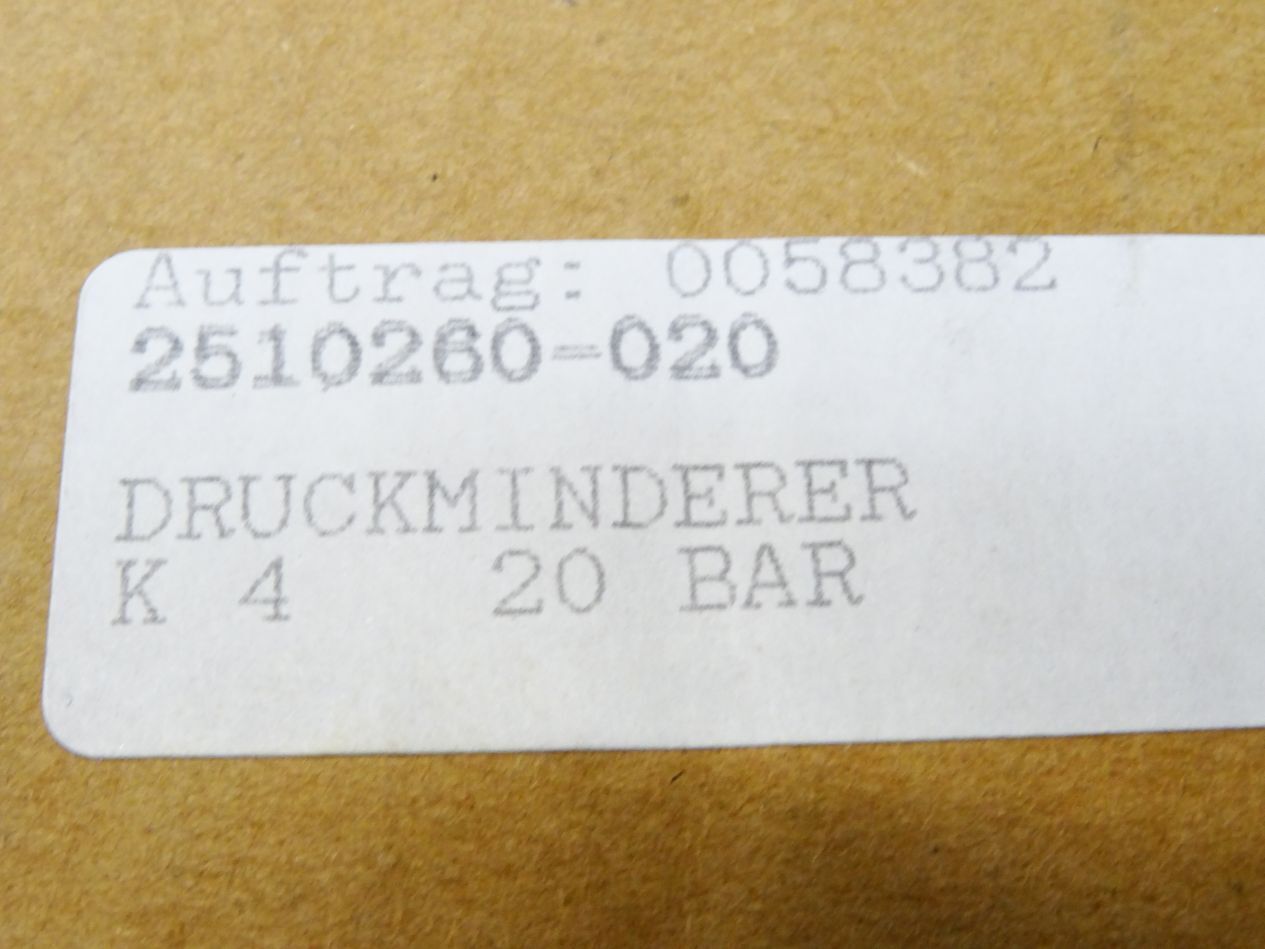 Auftrag: 0058382
2510260-020
DRUCKMINDERER
K 4 20 BAR